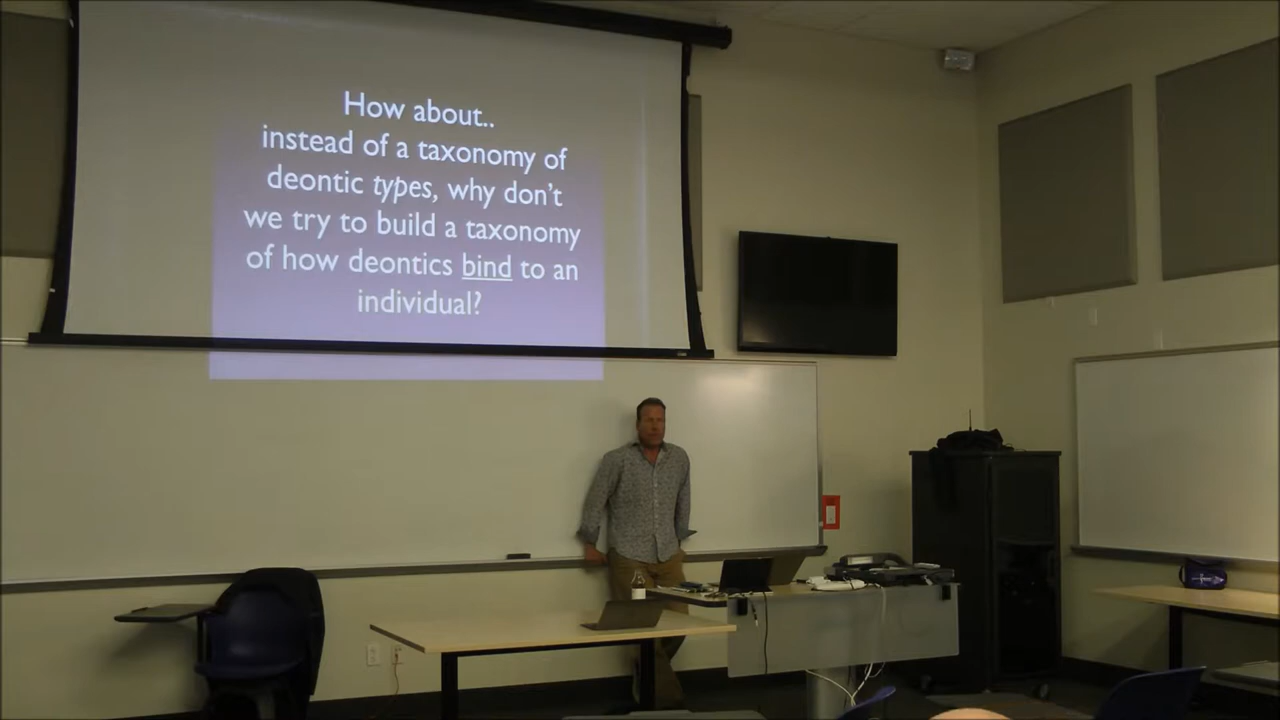 How about..
instead of a taxonomy of
deontic types, why don't
we try to build a taxonomy
of how deontics bind to an
individual?